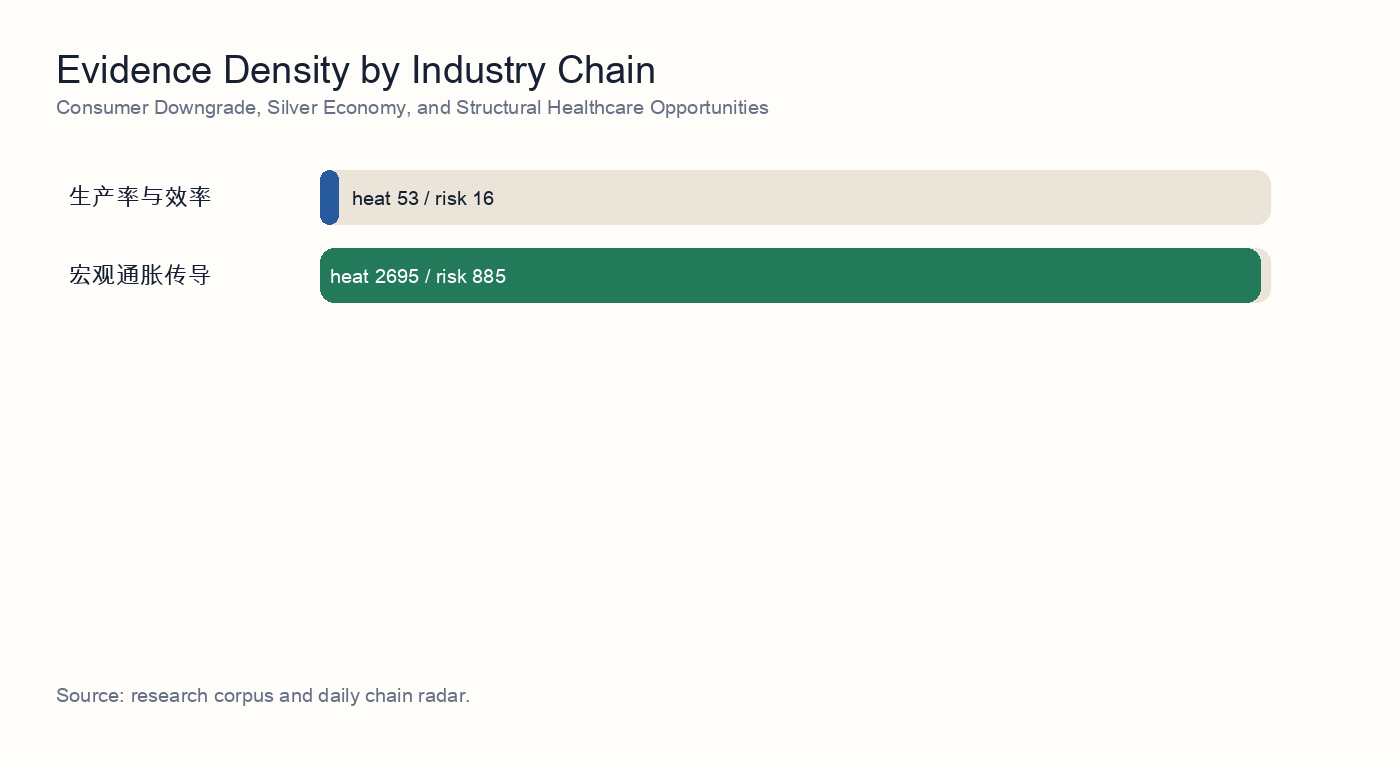 Evidence Density by Industry Chain
Consumer Downgrade, Silver Economy, and Structural Healthcare Opportunities
生产率与效率
heat 53 / risk 16
宏观通胀传导
heat 2695 / risk 885
Source: research corpus and daily chain radar.